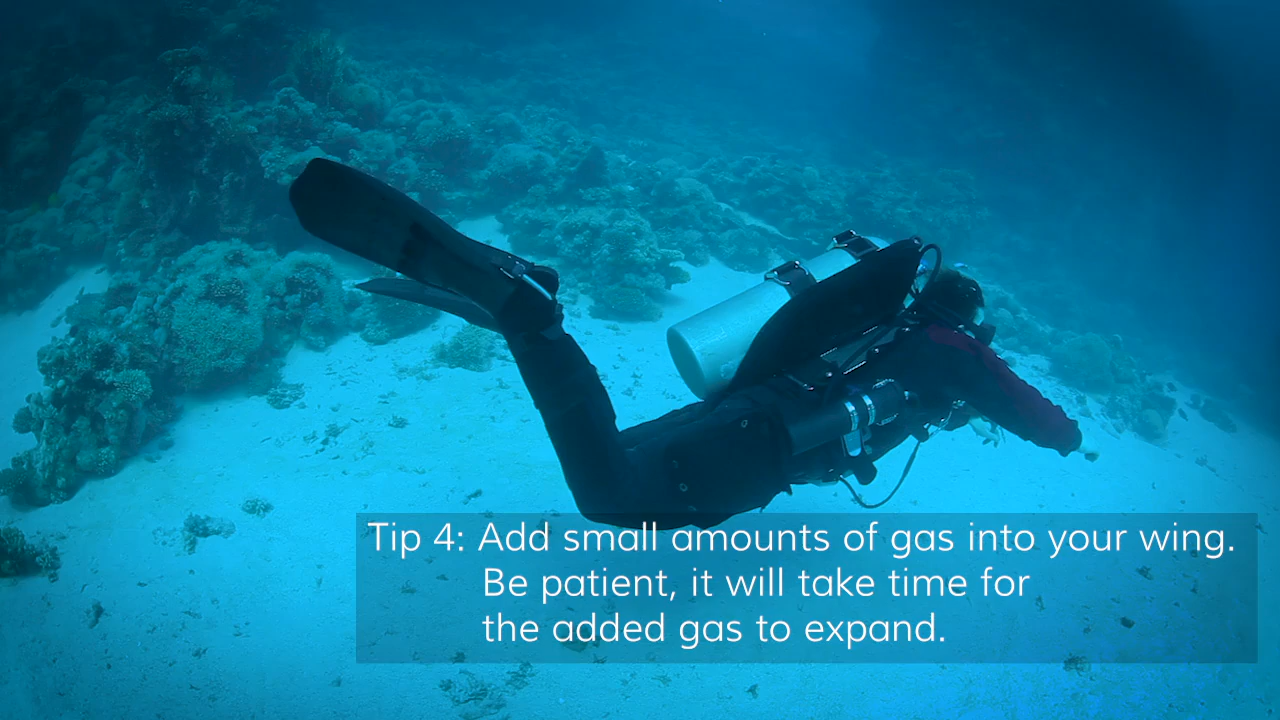 Tip 4: Add small amounts of gas into your wing.
Be patient, it will take time for
the added gas to expand.